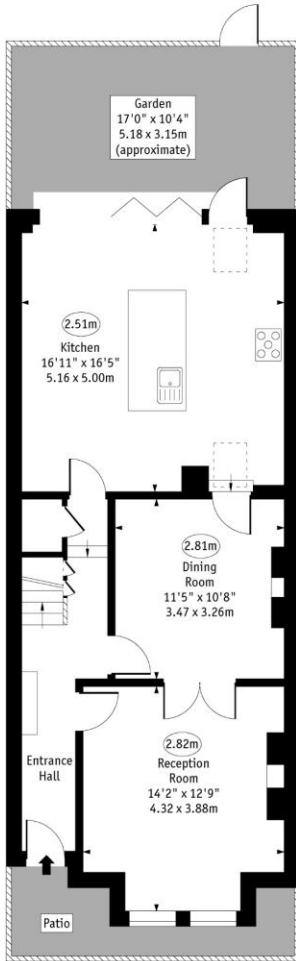 Garden
17'0" x 10'4"
5.18 x 3.15m
(approximate)
2.51m
Kitchen
16'11" x 16'5"
5.16 x 5.00m
2.81m
Dining
Room
11'5" x 10'8"
3.47 x 3.26m
2.82m
Reception
Room
14'2" x 12'9"
4.32 x 3.88m
Entrance
Hall
Patio